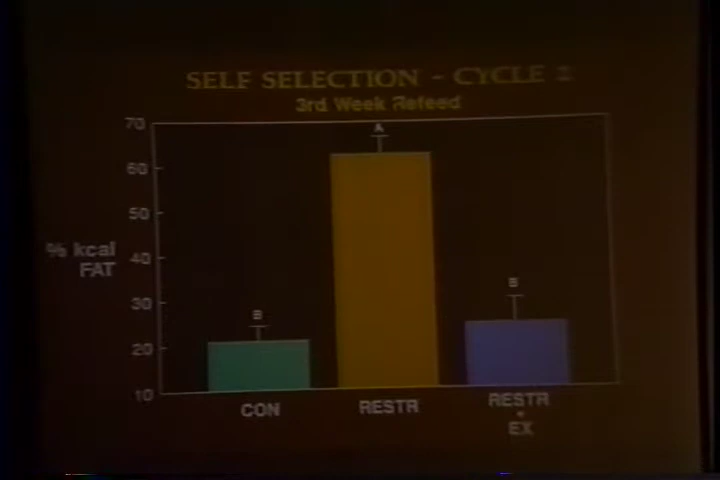 SELF SELECTION - CYCLE
3rd Week Refeed
70
60
50
40
30
20
10
% kcal
FAT
B
A
B
CON
RESTR
RESTR
+
EX